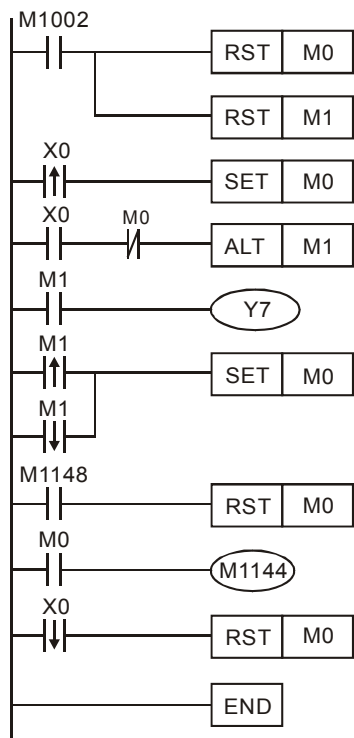 M1002
RST M0
RST M1
X0
SET M0
X0 M0
ALT M1
M1
Y7
M1
SET M0
M1
M1148
RST M0
M0
M1144
X0
RST M0
END